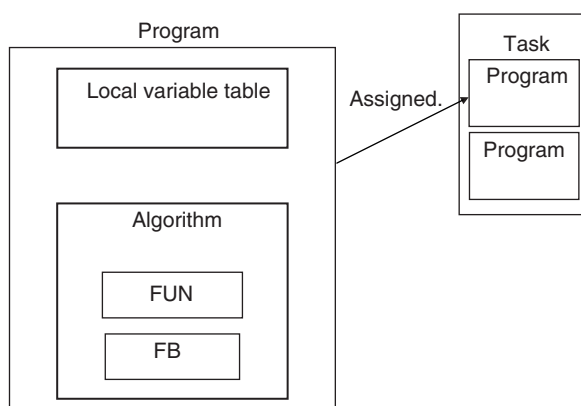 Program
Local variable table
Algorithm
FUN
FB
Assigned.
Task
Program
Program